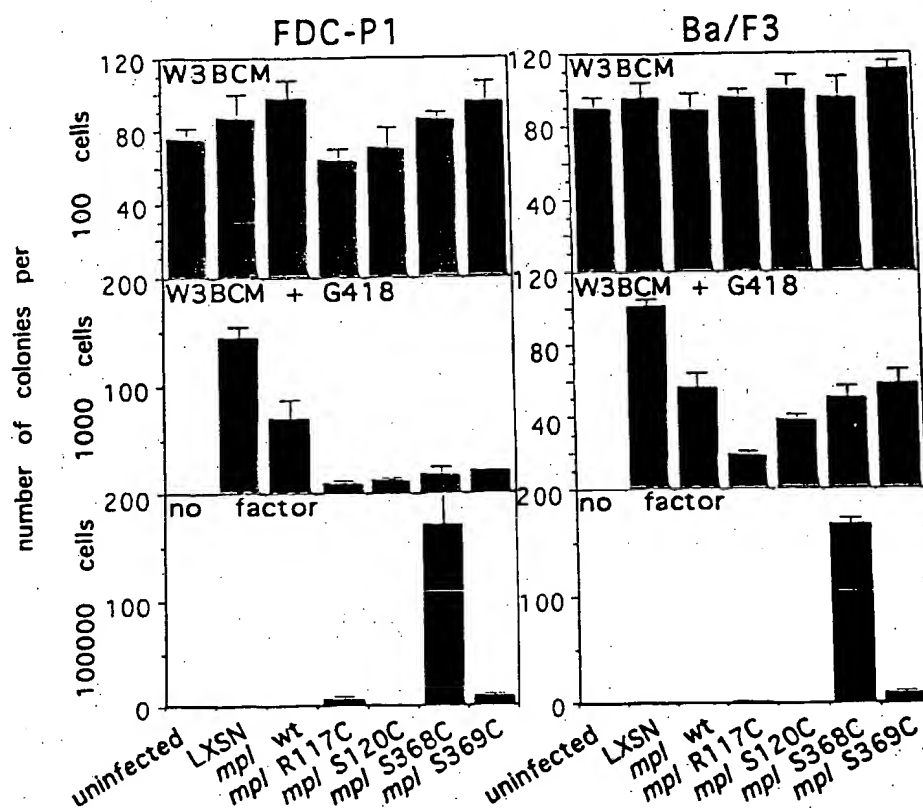 FDC-P1
Ba/F3
number of colonies per
100 cells
1000 cells
100000 cells
120
80
40
W3BCM
120
80
40
W3BCM
200
100
W3BCM + G418
120
80
40
W3BCM + G418
200
100
0
no factor
200
100
0
no factor
uninfected
LXSN
mpl wt
mpl R117C
mpl S120C
mpl S368C
mpl S369C
uninfected
LXSN
mpl wt
mpl R117C
mpl S120C
mpl S368C
mpl S369C